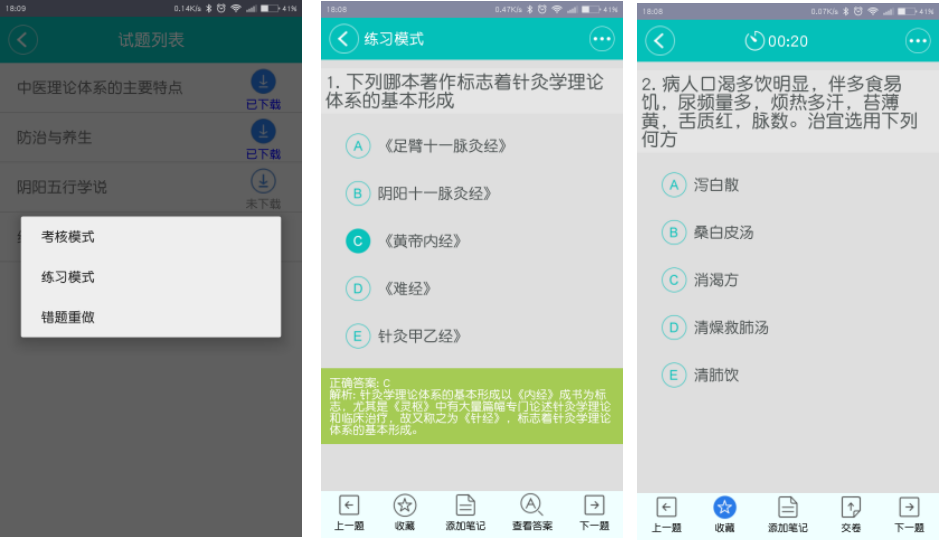 18:09
0.14K/s
41%
试题列表
中医理论体系的主要特点
已下载
防治与养生
已下载
阴阳五行学说
未下载
考核模式
练习模式
错题重做
18:08
0.47K/s
41%
练习模式
1. 下列哪本著作标志着针灸学理论
体系的基本形成
A 《足臂十一脉灸经》
B 阴阳十一脉灸经》
C 《黄帝内经》
D 《难经》
E 针灸甲乙经》
正确答案: C
解析: 针灸学理论体系的基本形成以《内经》成书为标
志，尤其是《灵枢》中有大量篇幅专门论述针灸学理论
和临床治疗，故又称之为《针经》，标志着针灸学理论
体系的基本形成。
上一题 收藏 添加笔记 查看答案 下一题
18:08
0.07K/s
41%
00:20
2. 病人口渴多饮明显，伴多食易
饥，尿频量多，烦热多汗，苔薄
黄，舌质红，脉数。治宜选用下列
何方
A 泻白散
B 桑白皮汤
C 消渴方
D 清燥救肺汤
E 清肺饮
上一题 收藏 添加笔记 交卷 下一题